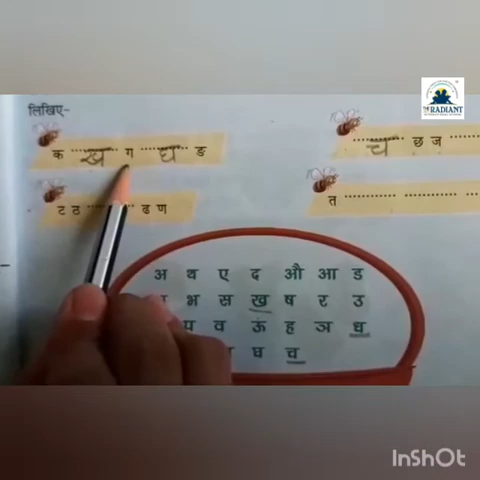 लिखिए-
THE RADIANT
क ख ग घ ङ
च छ ज
ट ठ ढ ण
त
अ थ ए द औ आ ड
भ स ख ष र उ
प व ऊ ह ञ ध
घ च
InShOt